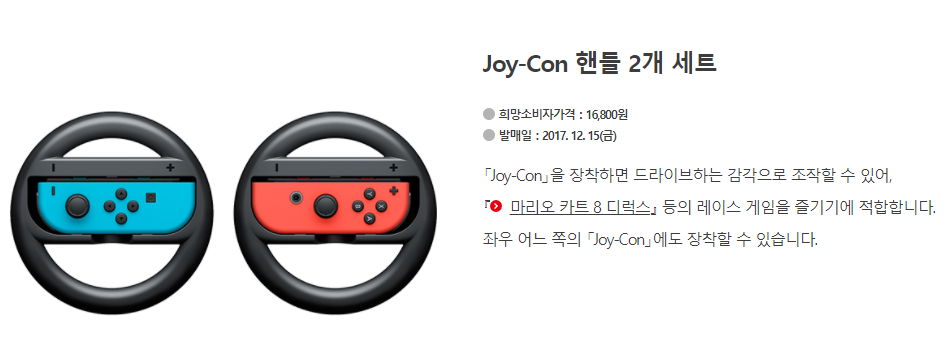 Joy-Con 핸들 2개 세트
희망소비자가격 : 16,800원
발매일 : 2017. 12. 15(금)
「Joy-Con」을 장착하면 드라이브하는 감각으로 조작할 수 있어,
『마리오 카트 8 디럭스』 등의 레이스 게임을 즐기기에 적합합니다.
좌우 어느 쪽의 「Joy-Con」에도 장착할 수 있습니다.